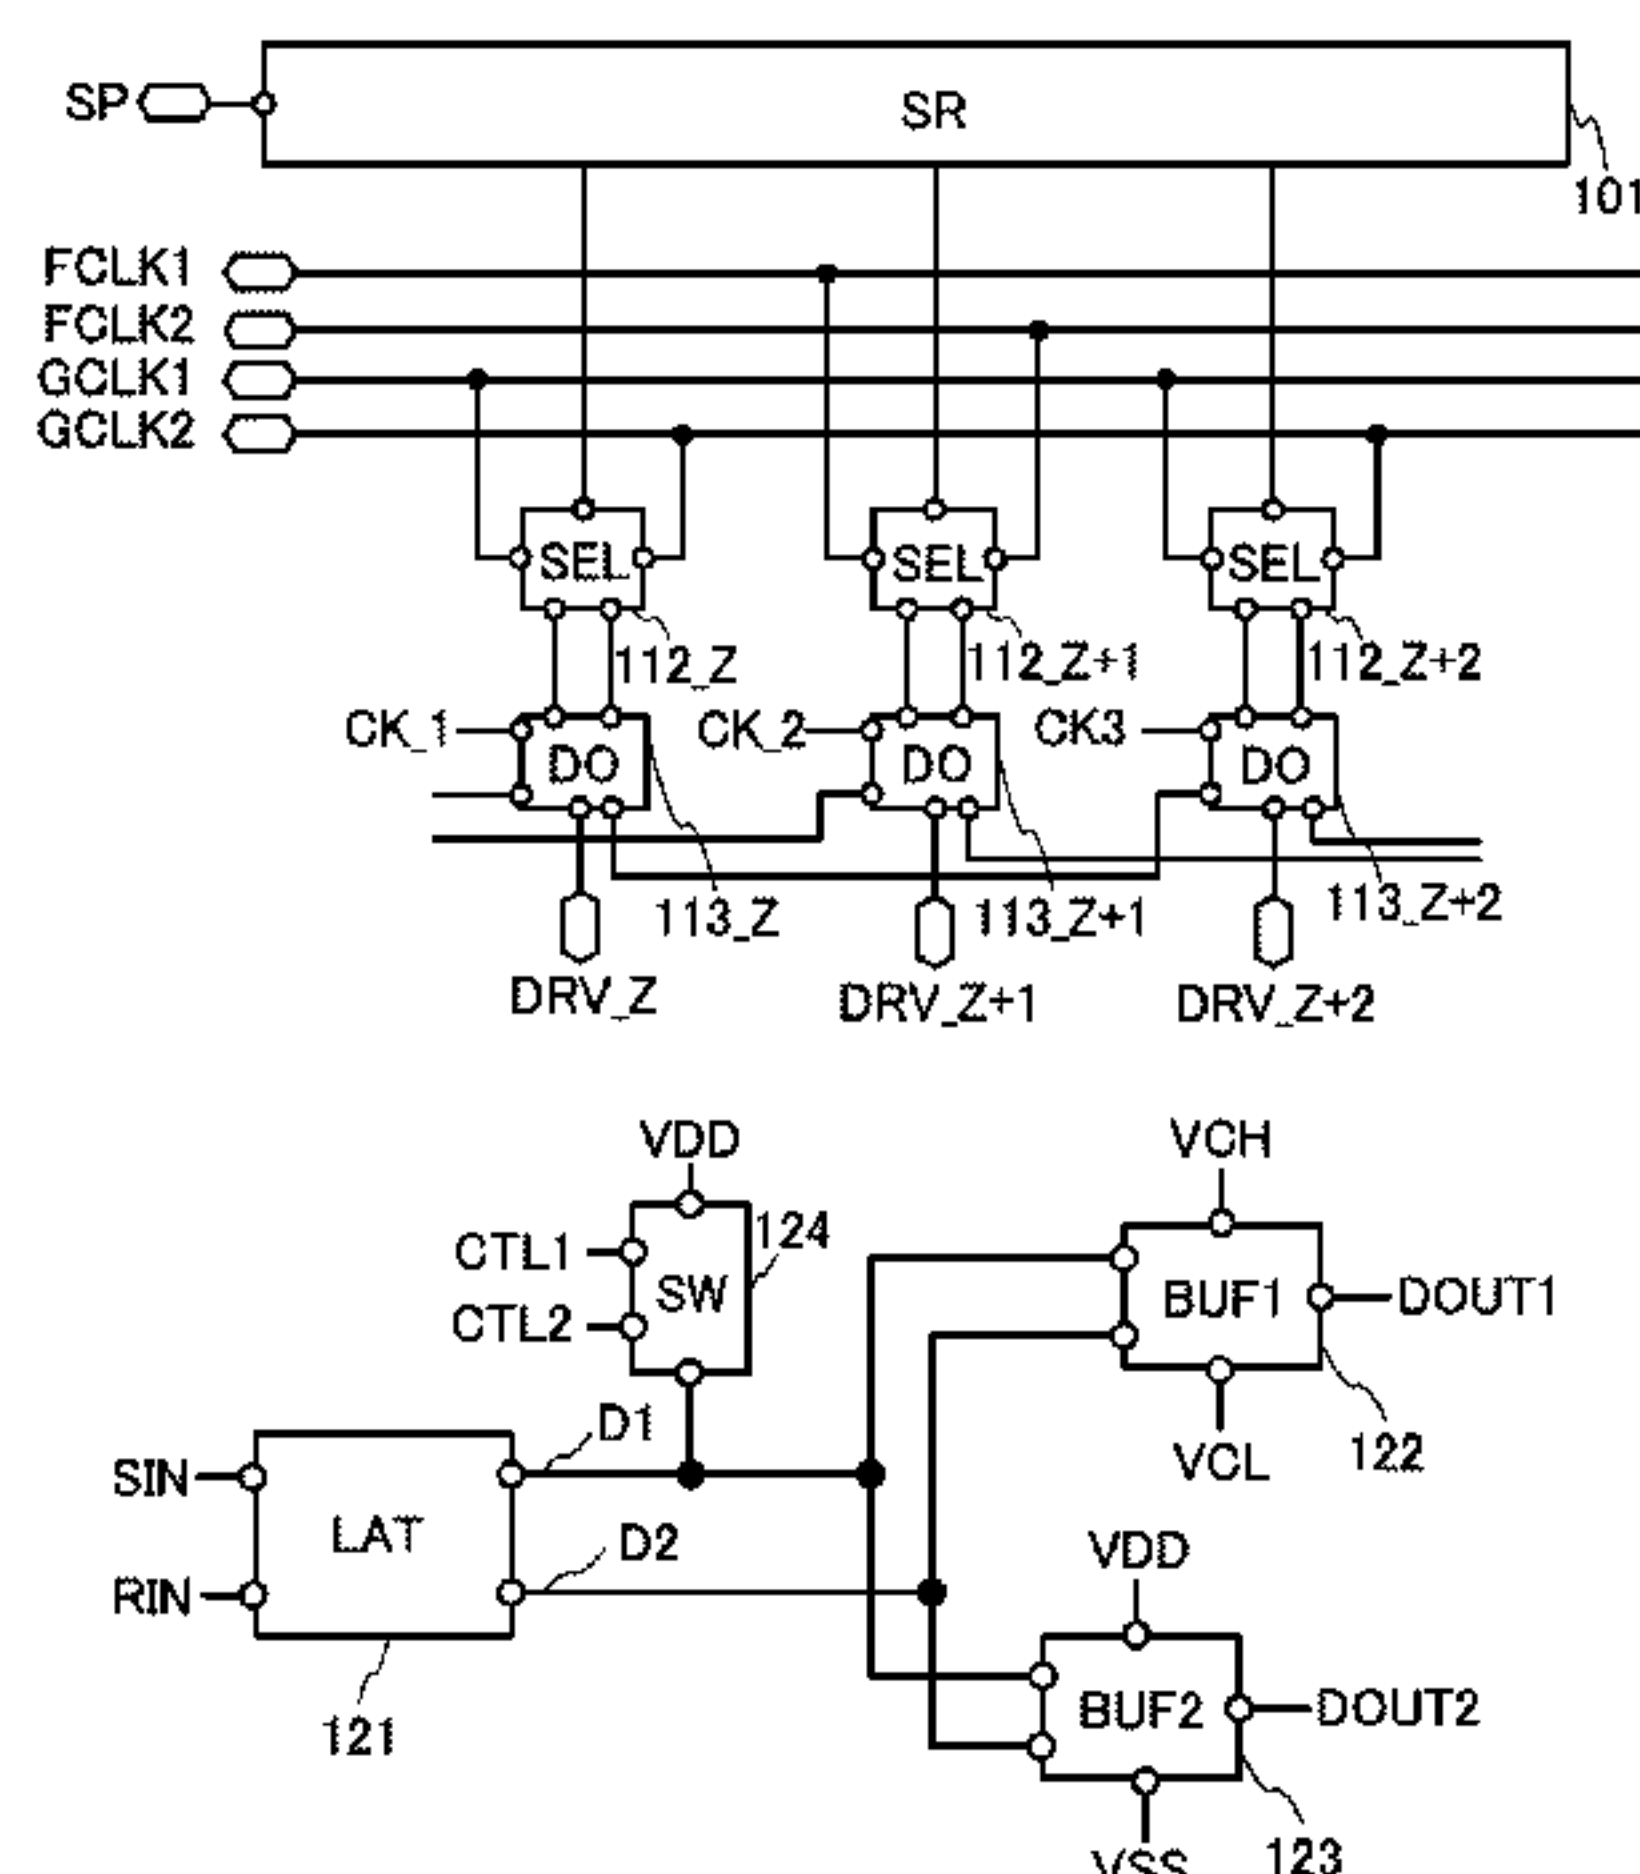 SP
SR
101
FCLK1
FCLK2
GCLK1
GCLK2
SEL SEL SEL
112_Z 112_Z+1 112_Z+2
CK_1 CK_2 CK3
DO DO DO
113_Z 113_Z+1 113_Z+2
DRV_Z DRV_Z+1 DRV_Z+2
VDD VCH
124
CTL1
SW
BUF1 DOUT1
CTL2
D1
122
VCL
SIN
LAT
D2
VDD
RIN
BUF2 DOUT2
121
123
VSS